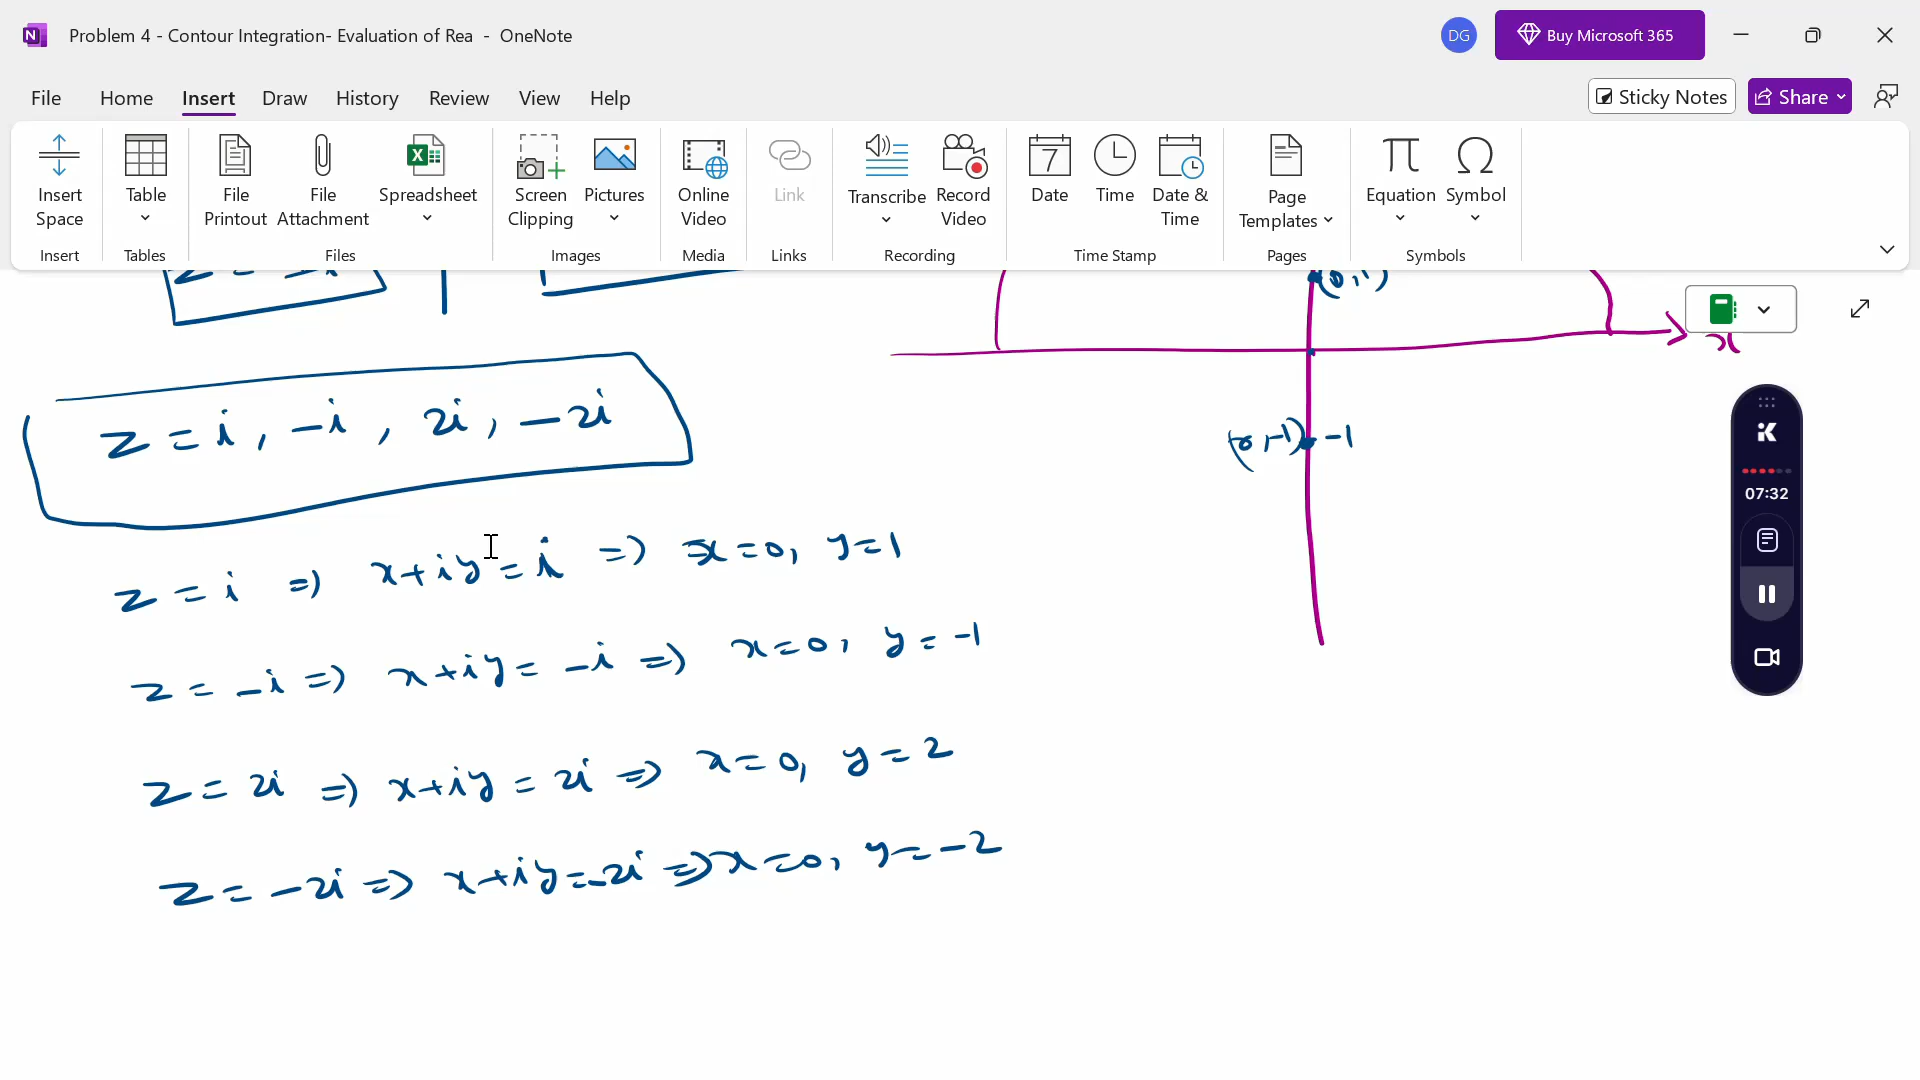 Problem 4 - Contour Integration- Evaluation of Rea - OneNote
DG
Buy Microsoft 365
File Home Insert Draw History Review View Help
Sticky Notes
Share
Insert Space
Table
File Printout
File Attachment
Spreadsheet
Screen Clipping
Pictures
Online Video
Link
Transcribe
Record Video
Date
Time
Date & Time
Page Templates
Equation
Symbol
Insert Tables Files Images Media Links Recording Time Stamp Pages Symbols
z = -i
(0,1)
x
z = i, -i, 2i, -2i
(0,-1) -1
07:32
z = i => x+iy = i => x=0, y=1
z = -i => x+iy = -i => x=0, y = -1
z = 2i => x+iy = 2i => x=0, y=2
z = -2i => x+iy=-2i => x=0, y=-2